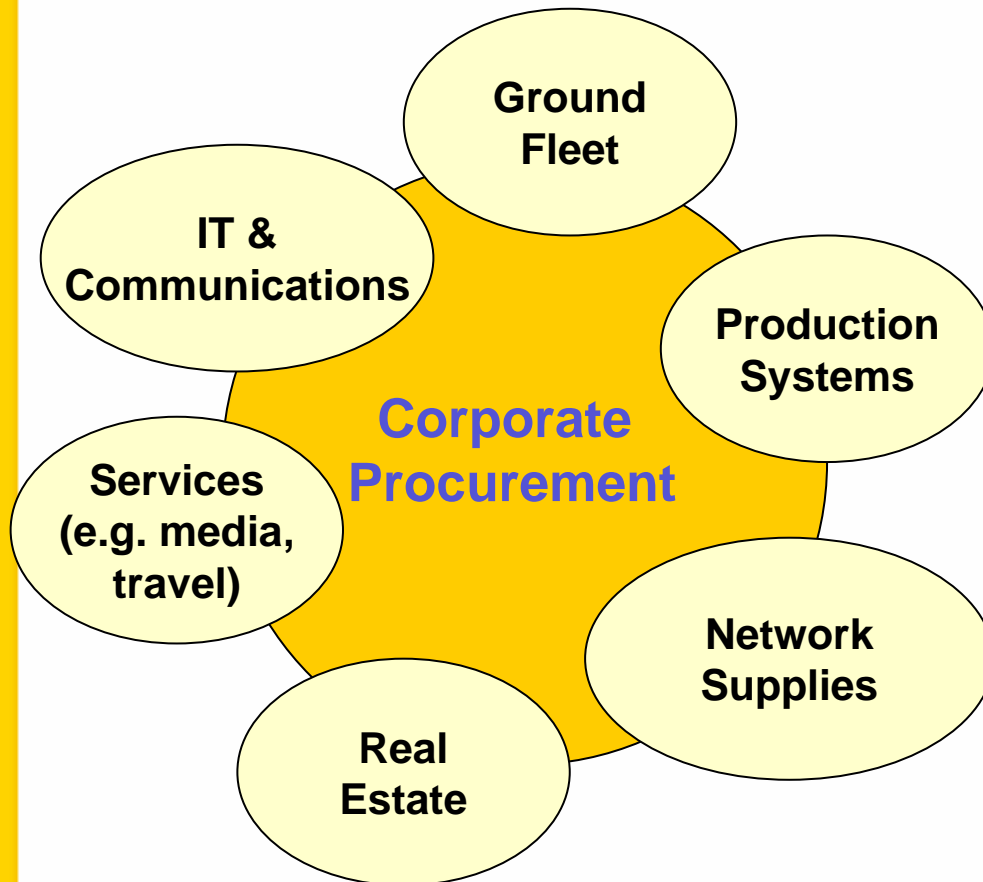 Ground
Fleet
IT &
Communications
Production
Systems
Corporate
Procurement
Services
(e.g. media,
travel)
Network
Supplies
Real
Estate